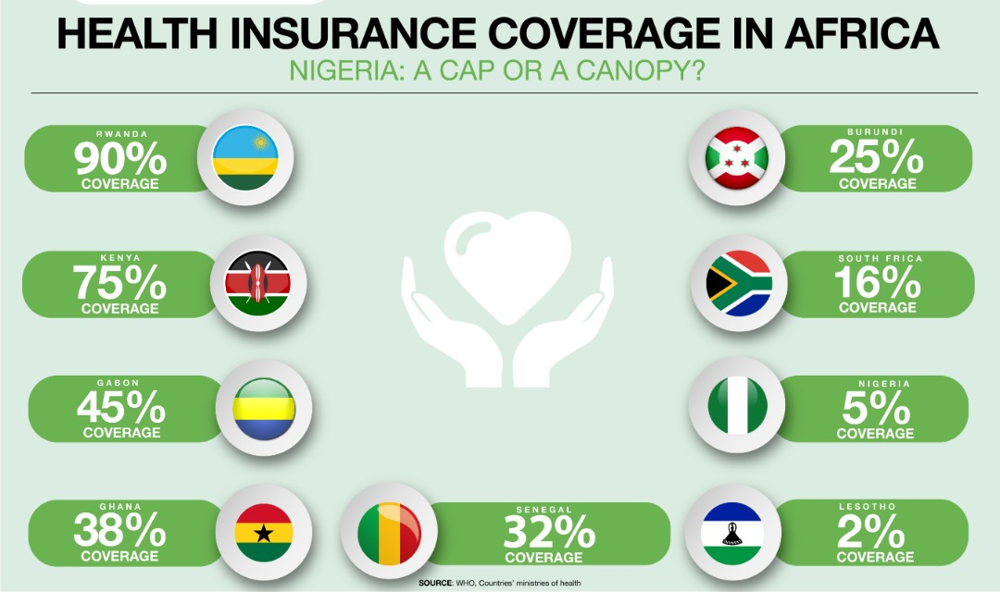 HEALTH INSURANCE COVERAGE IN AFRICA
NIGERIA: A CAP OR A CANOPY?
RWANDA
90%
COVERAGE
KENYA
75%
COVERAGE
GABON
45%
COVERAGE
GHANA
38%
COVERAGE
SENEGAL
32%
COVERAGE
BURUNDI
25%
COVERAGE
SOUTH FRICA
16%
COVERAGE
NIGERIA
5%
COVERAGE
LESOTHO
2%
COVERAGE
SOURCE: WHO, Countries' ministries of health